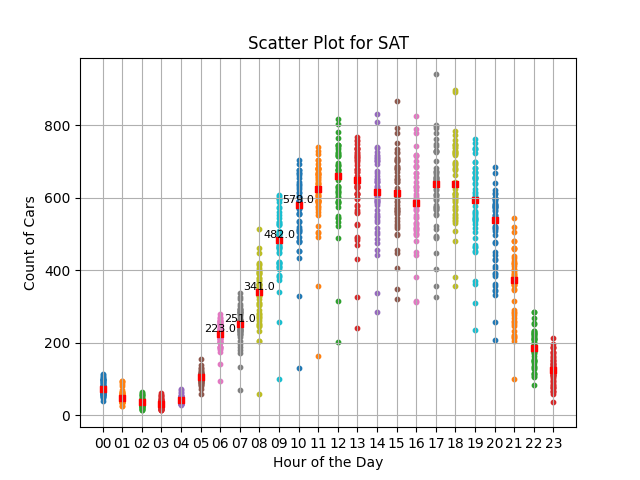 Scatter Plot for SAT
Count of Cars
800
600
400
200
0
579.0
482.0
341.0
251.0
223.0
00 01 02 03 04 05 06 07 08 09 10 11 12 13 14 15 16 17 18 19 20 21 22 23
Hour of the Day